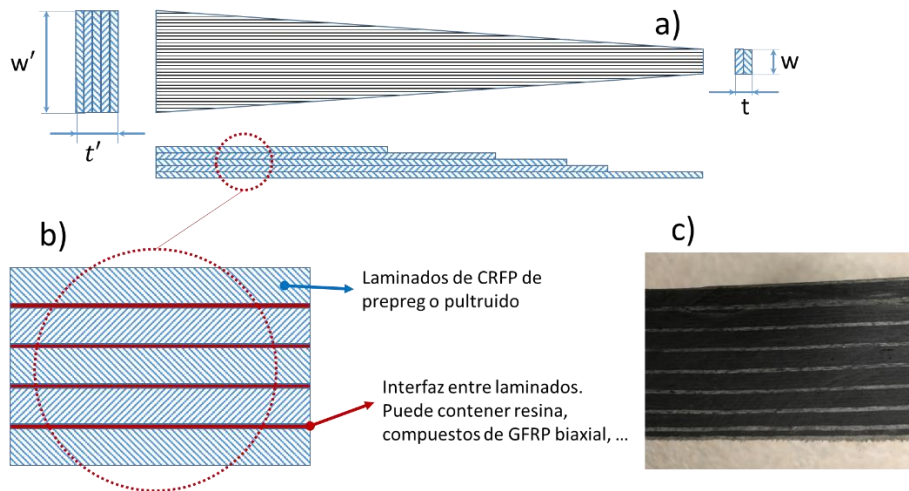 a)
w'
w
t'
t
b)
c)
Laminados de CRFP de
prepreg o pultruido
Interfaz entre laminados.
Puede contener resina,
compuestos de GFRP biaxial, ...